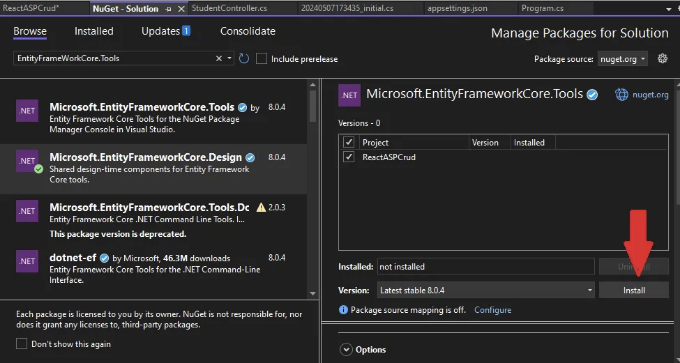 ReactASPCrud*
NuGet - Solution
StudentController.cs
20240507173435_initial.cs
appsettings.json
Program.cs
Browse
Installed
Updates 1
Consolidate
Manage Packages for Solution
EntityFrameWorkCore.Tools
Include prerelease
Package source: nuget.org
.NET
Microsoft.EntityFrameworkCore.Tools by
8.0.4
Entity Framework Core Tools for the NuGet Package
Manager Console in Visual Studio.
.NET
Microsoft.EntityFrameworkCore.Design
8.0.4
Shared design-time components for Entity Framework
Core tools.
.NET
Microsoft.EntityFrameworkCore.Tools.Dc
2.0.3
Entity Framework Core .NET Command Line Tools. I...
This package version is deprecated.
.NET
dotnet-ef by Microsoft, 46.3M downloads
8.0.4
Entity Framework Core Tools for the .NET Command-Line
Interface.
Each package is licensed to you by its owner. NuGet is not responsible for, nor
does it grant any licenses to, third-party packages.
Don't show this again
.NET
Microsoft.EntityFrameworkCore.Tools
nuget.org
Versions - 0
Project
Version
Installed
ReactASPCrud
Installed:
not installed
Version:
Latest stable 8.0.4
Install
Package source mapping is off.
Configure
Options